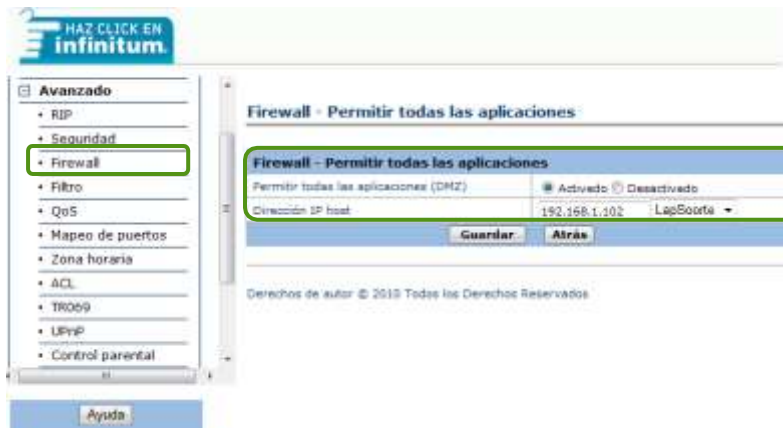 HAZ CLICK EN
infinitum.
Avanzado
• RIP
• Seguridad
• Firewall
• Filtro
• QoS
• Mapeo de puertos
• Zona horaria
• ACL
• TR069
• UPnP
• Control parental
Ayuda
Firewall - Permitir todas las aplicaciones
Firewall - Permitir todas las aplicaciones
Permitir todas las aplicaciones (DMZ) Activado Desactivado
Dirección IP host 192.168.1.102 LapSoorte
Guardar Atrás
Derechos de autor © 2010 Todos los Derechos Reservados